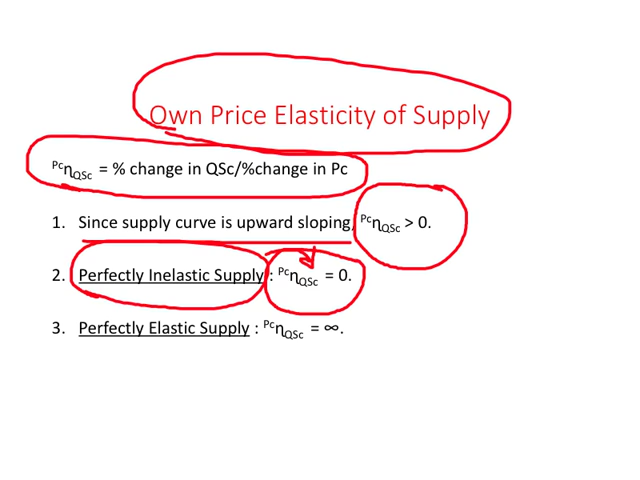 Own Price Elasticity of Supply
ᴾᶜηQSc = % change in QSc/%change in Pc
1. Since supply curve is upward sloping, ᴾᶜηQSc > 0.
2. Perfectly Inelastic Supply : ᴾᶜηQSc = 0.
3. Perfectly Elastic Supply : ᴾᶜηQSc = ∞.